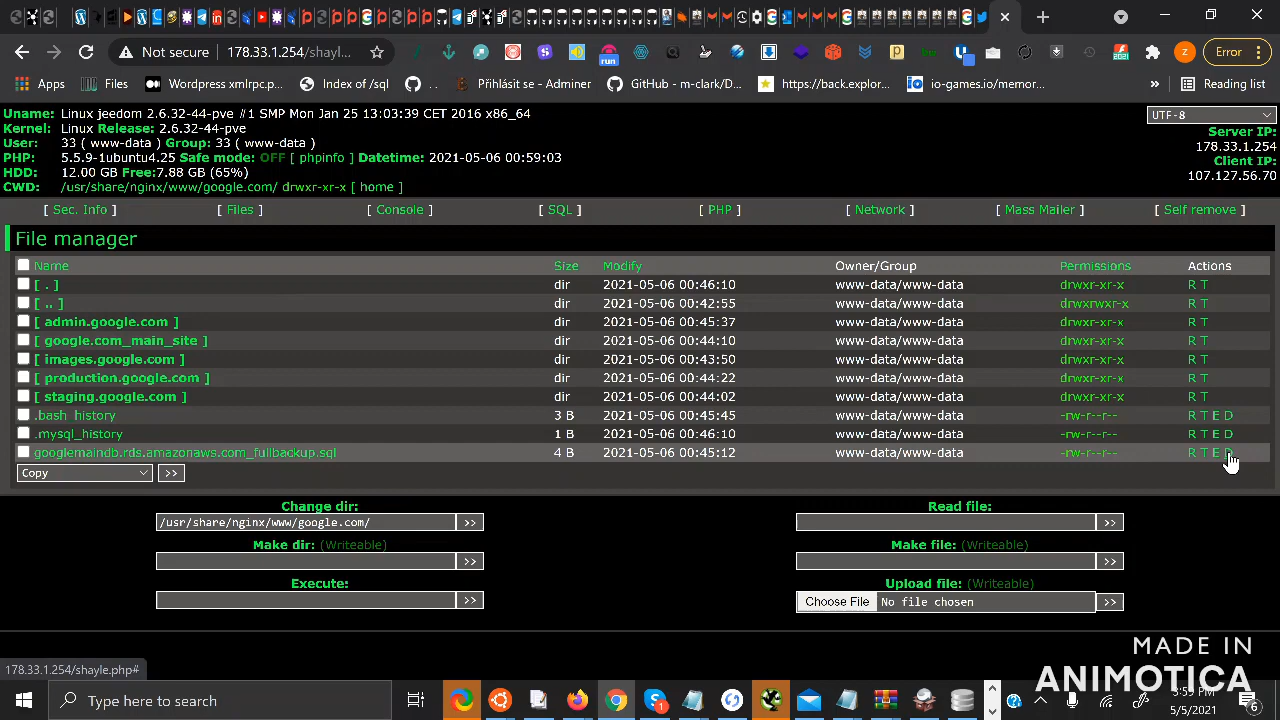 Not secure 178.33.1.254/shayl... Error
Apps Files Wordpress xmlrpc.p... Index of /sql . . Přihlásit se - Adminer GitHub - m-clark/D... https://back.explor... io-games.io/memor... » Reading list
Uname: Linux jeedom 2.6.32-44-pve #1 SMP Mon Jan 25 13:03:39 CET 2016 x86_64
UTF-8
Kernel: Linux Release: 2.6.32-44-pve
Server IP:
User: 33 ( www-data ) Group: 33 ( www-data )
178.33.1.254
PHP: 5.5.9-1ubuntu4.25 Safe mode: OFF [ phpinfo ] Datetime: 2021-05-06 00:59:03
Client IP:
HDD: 12.00 GB Free:7.88 GB (65%)
107.127.56.70
CWD: /usr/share/nginx/www/google.com/ drwxr-xr-x [ home ]
[ Sec. Info ] [ Files ] [ Console ] [ SQL ] [ PHP ] [ Network ] [ Mass Mailer ] [ Self remove ]
File manager
Name Size Modify Owner/Group Permissions Actions
[ . ] dir 2021-05-06 00:46:10 www-data/www-data drwxr-xr-x R T
[ .. ] dir 2021-05-06 00:42:55 www-data/www-data drwxrwxr-x R T
[ admin.google.com ] dir 2021-05-06 00:45:37 www-data/www-data drwxr-xr-x R T
[ google.com_main_site ] dir 2021-05-06 00:44:10 www-data/www-data drwxr-xr-x R T
[ images.google.com ] dir 2021-05-06 00:43:50 www-data/www-data drwxr-xr-x R T
[ production.google.com ] dir 2021-05-06 00:44:22 www-data/www-data drwxr-xr-x R T
[ staging.google.com ] dir 2021-05-06 00:44:02 www-data/www-data drwxr-xr-x R T
.bash_history 3 B 2021-05-06 00:45:45 www-data/www-data -rw-r--r-- R T E D
.mysql_history 1 B 2021-05-06 00:46:10 www-data/www-data -rw-r--r-- R T E D
googlemaindb.rds.amazonaws.com_fullbackup.sql 4 B 2021-05-06 00:45:12 www-data/www-data -rw-r--r-- R T E D
Copy >>
Change dir: Read file:
/usr/share/nginx/www/google.com/ >> >>
Make dir: (Writeable) Make file: (Writeable)
>> >>
Execute: Upload file: (Writeable)
>> Choose File No file chosen >>
MADE IN
ANIMOTICA
178.33.1.254/shayle.php#
Type here to search
5/5/2021